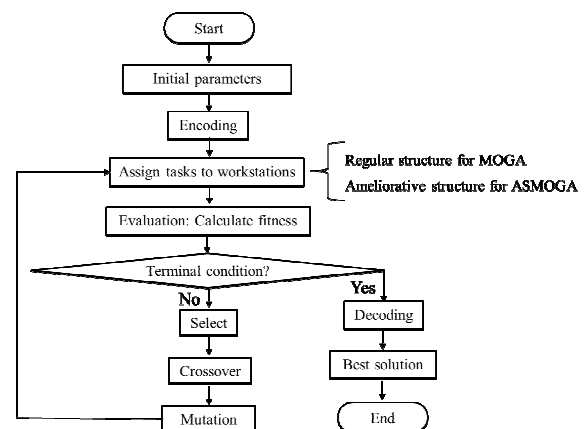 Start
Initial parameters
Encoding
Assign tasks to workstations
Regular structure for MOGA
Ameliorative structure for ASMOGA
Evaluation: Calculate fitness
Terminal condition?
No
Yes
Select
Decoding
Crossover
Best solution
Mutation
End